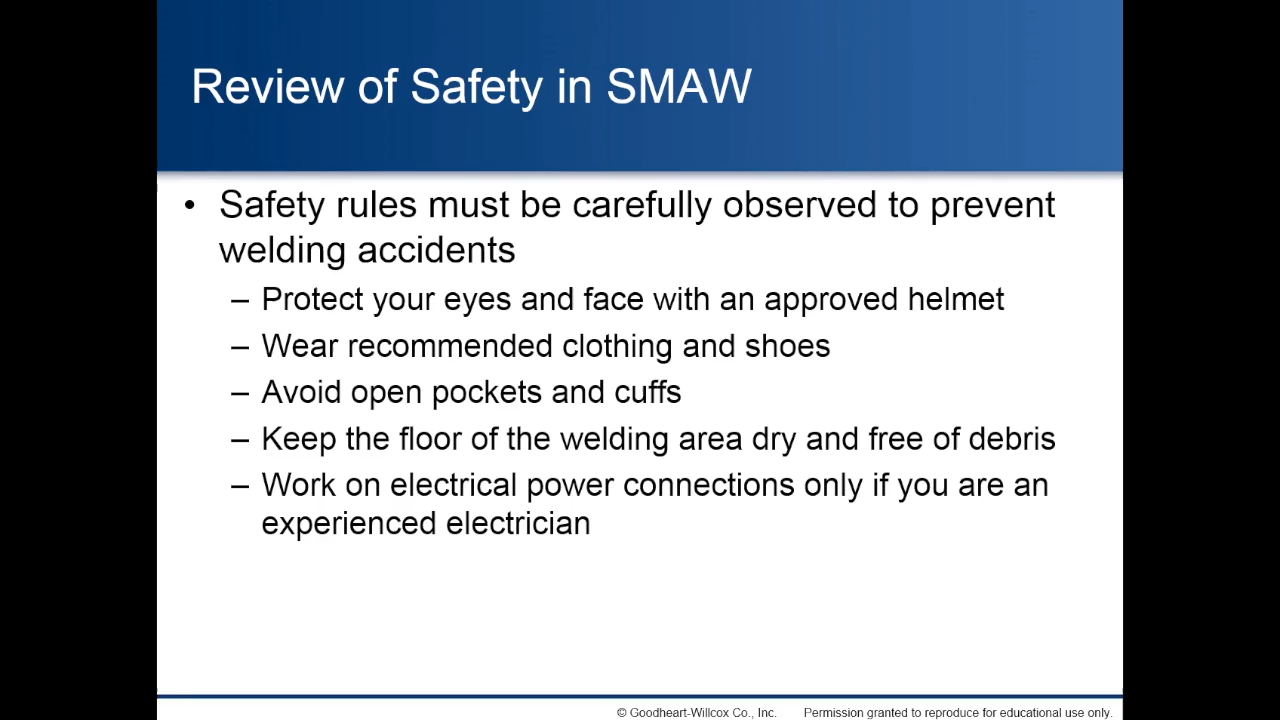 Review of Safety in SMAW
• Safety rules must be carefully observed to prevent
welding accidents
– Protect your eyes and face with an approved helmet
– Wear recommended clothing and shoes
– Avoid open pockets and cuffs
– Keep the floor of the welding area dry and free of debris
– Work on electrical power connections only if you are an
experienced electrician
© Goodheart-Willcox Co., Inc. Permission granted to reproduce for educational use only.